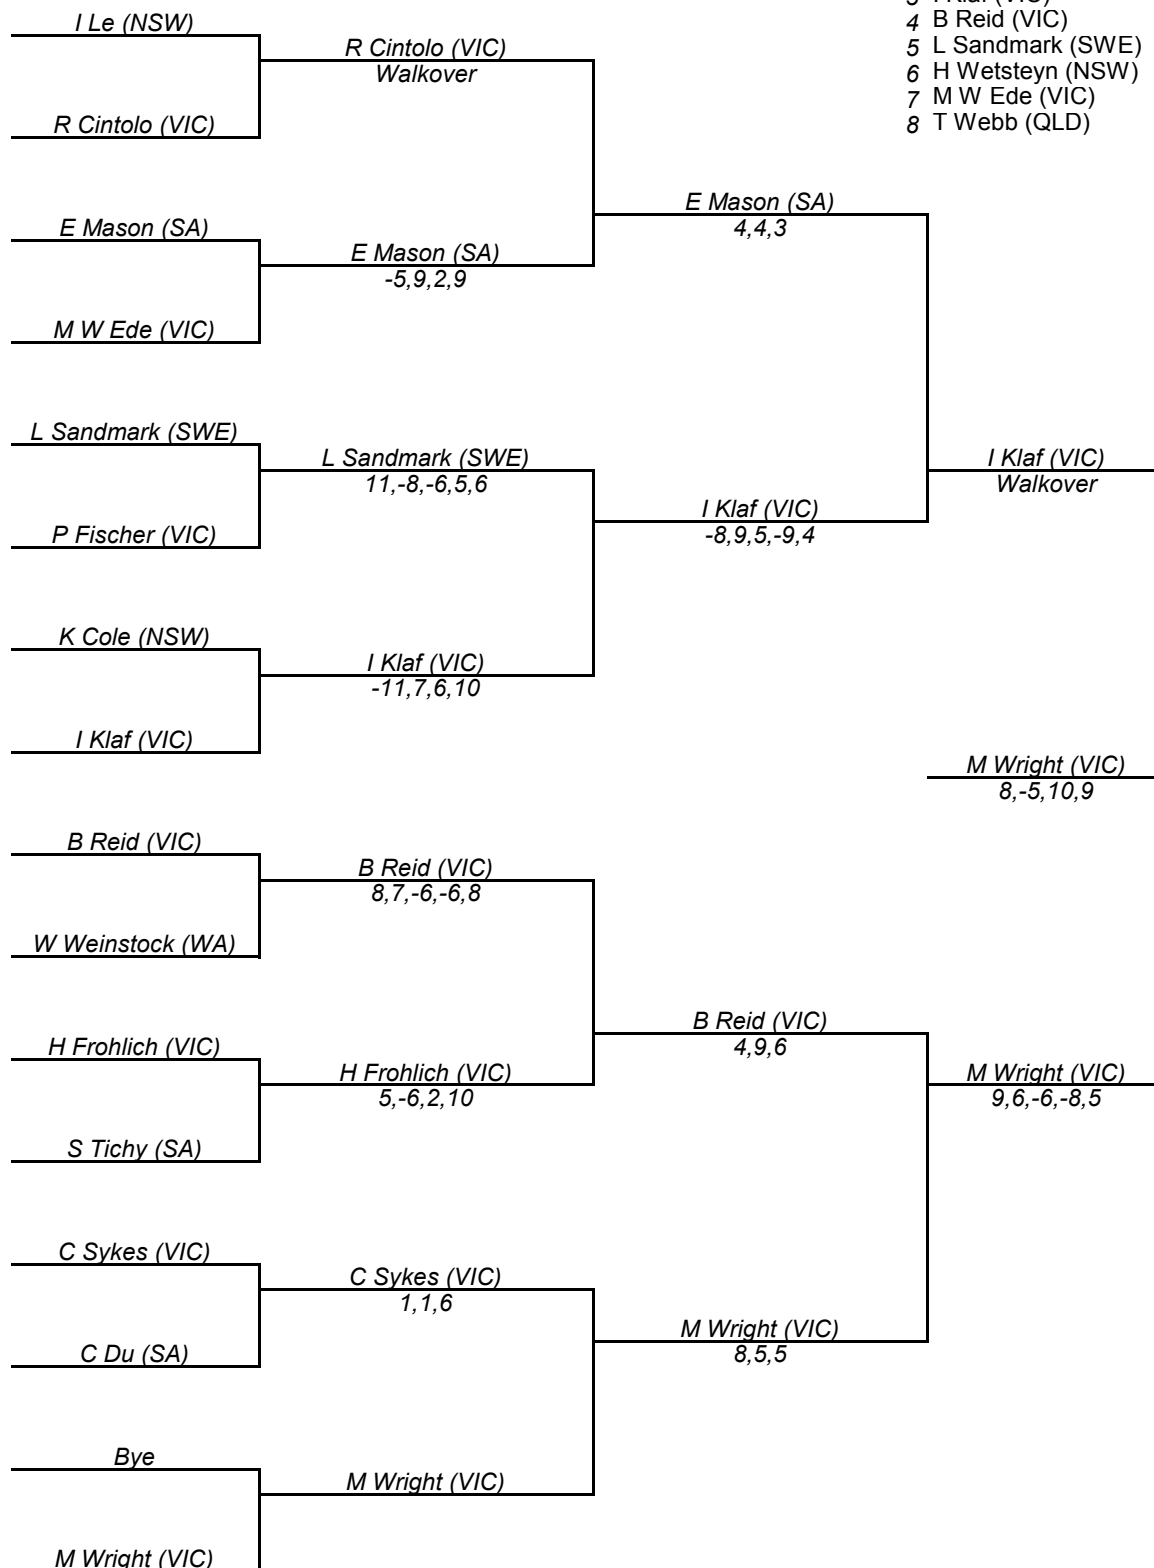 3 I Klaf (VIC)
4 B Reid (VIC)
5 L Sandmark (SWE)
6 H Wetsteyn (NSW)
7 M W Ede (VIC)
8 T Webb (QLD)
I Le (NSW)
R Cintolo (VIC)
Walkover
R Cintolo (VIC)
E Mason (SA)
4,4,3
E Mason (SA)
E Mason (SA)
-5,9,2,9
M W Ede (VIC)
L Sandmark (SWE)
L Sandmark (SWE)
11,-8,-6,5,6
I Klaf (VIC)
Walkover
I Klaf (VIC)
-8,9,5,-9,4
P Fischer (VIC)
K Cole (NSW)
I Klaf (VIC)
-11,7,6,10
I Klaf (VIC)
M Wright (VIC)
8,-5,10,9
B Reid (VIC)
B Reid (VIC)
8,7,-6,-6,8
W Weinstock (WA)
B Reid (VIC)
4,9,6
H Frohlich (VIC)
H Frohlich (VIC)
5,-6,2,10
M Wright (VIC)
9,6,-6,-8,5
S Tichy (SA)
C Sykes (VIC)
C Sykes (VIC)
1,1,6
M Wright (VIC)
8,5,5
C Du (SA)
Bye
M Wright (VIC)
M Wright (VIC)